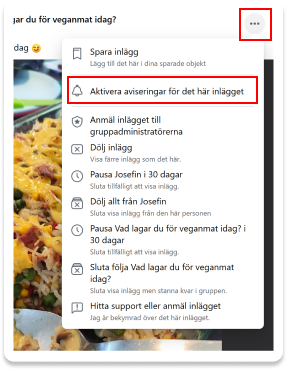 gar du för veganmat idag?
dag
Spara inlägg
Lägg till det här i dina sparade objekt
Aktivera aviseringar för det här inlägget
Anmäl inlägget till
gruppadministratörerna
Dölj inlägg
Visa färre inlägg som det här.
Pausa Josefin i 30 dagar
Sluta tillfälligt att visa inlägg.
Dölj allt från Josefin
Sluta visa inlägg från den här personen
Pausa Vad lagar du för veganmat idag? i
30 dagar
Sluta tillfälligt att visa inlägg.
Sluta följa Vad lagar du för veganmat
idag?
Sluta visa inlägg men stanna kvar i gruppen.
Hitta support eller anmäl inlägget
Jag är bekymrad över det här inlägget.